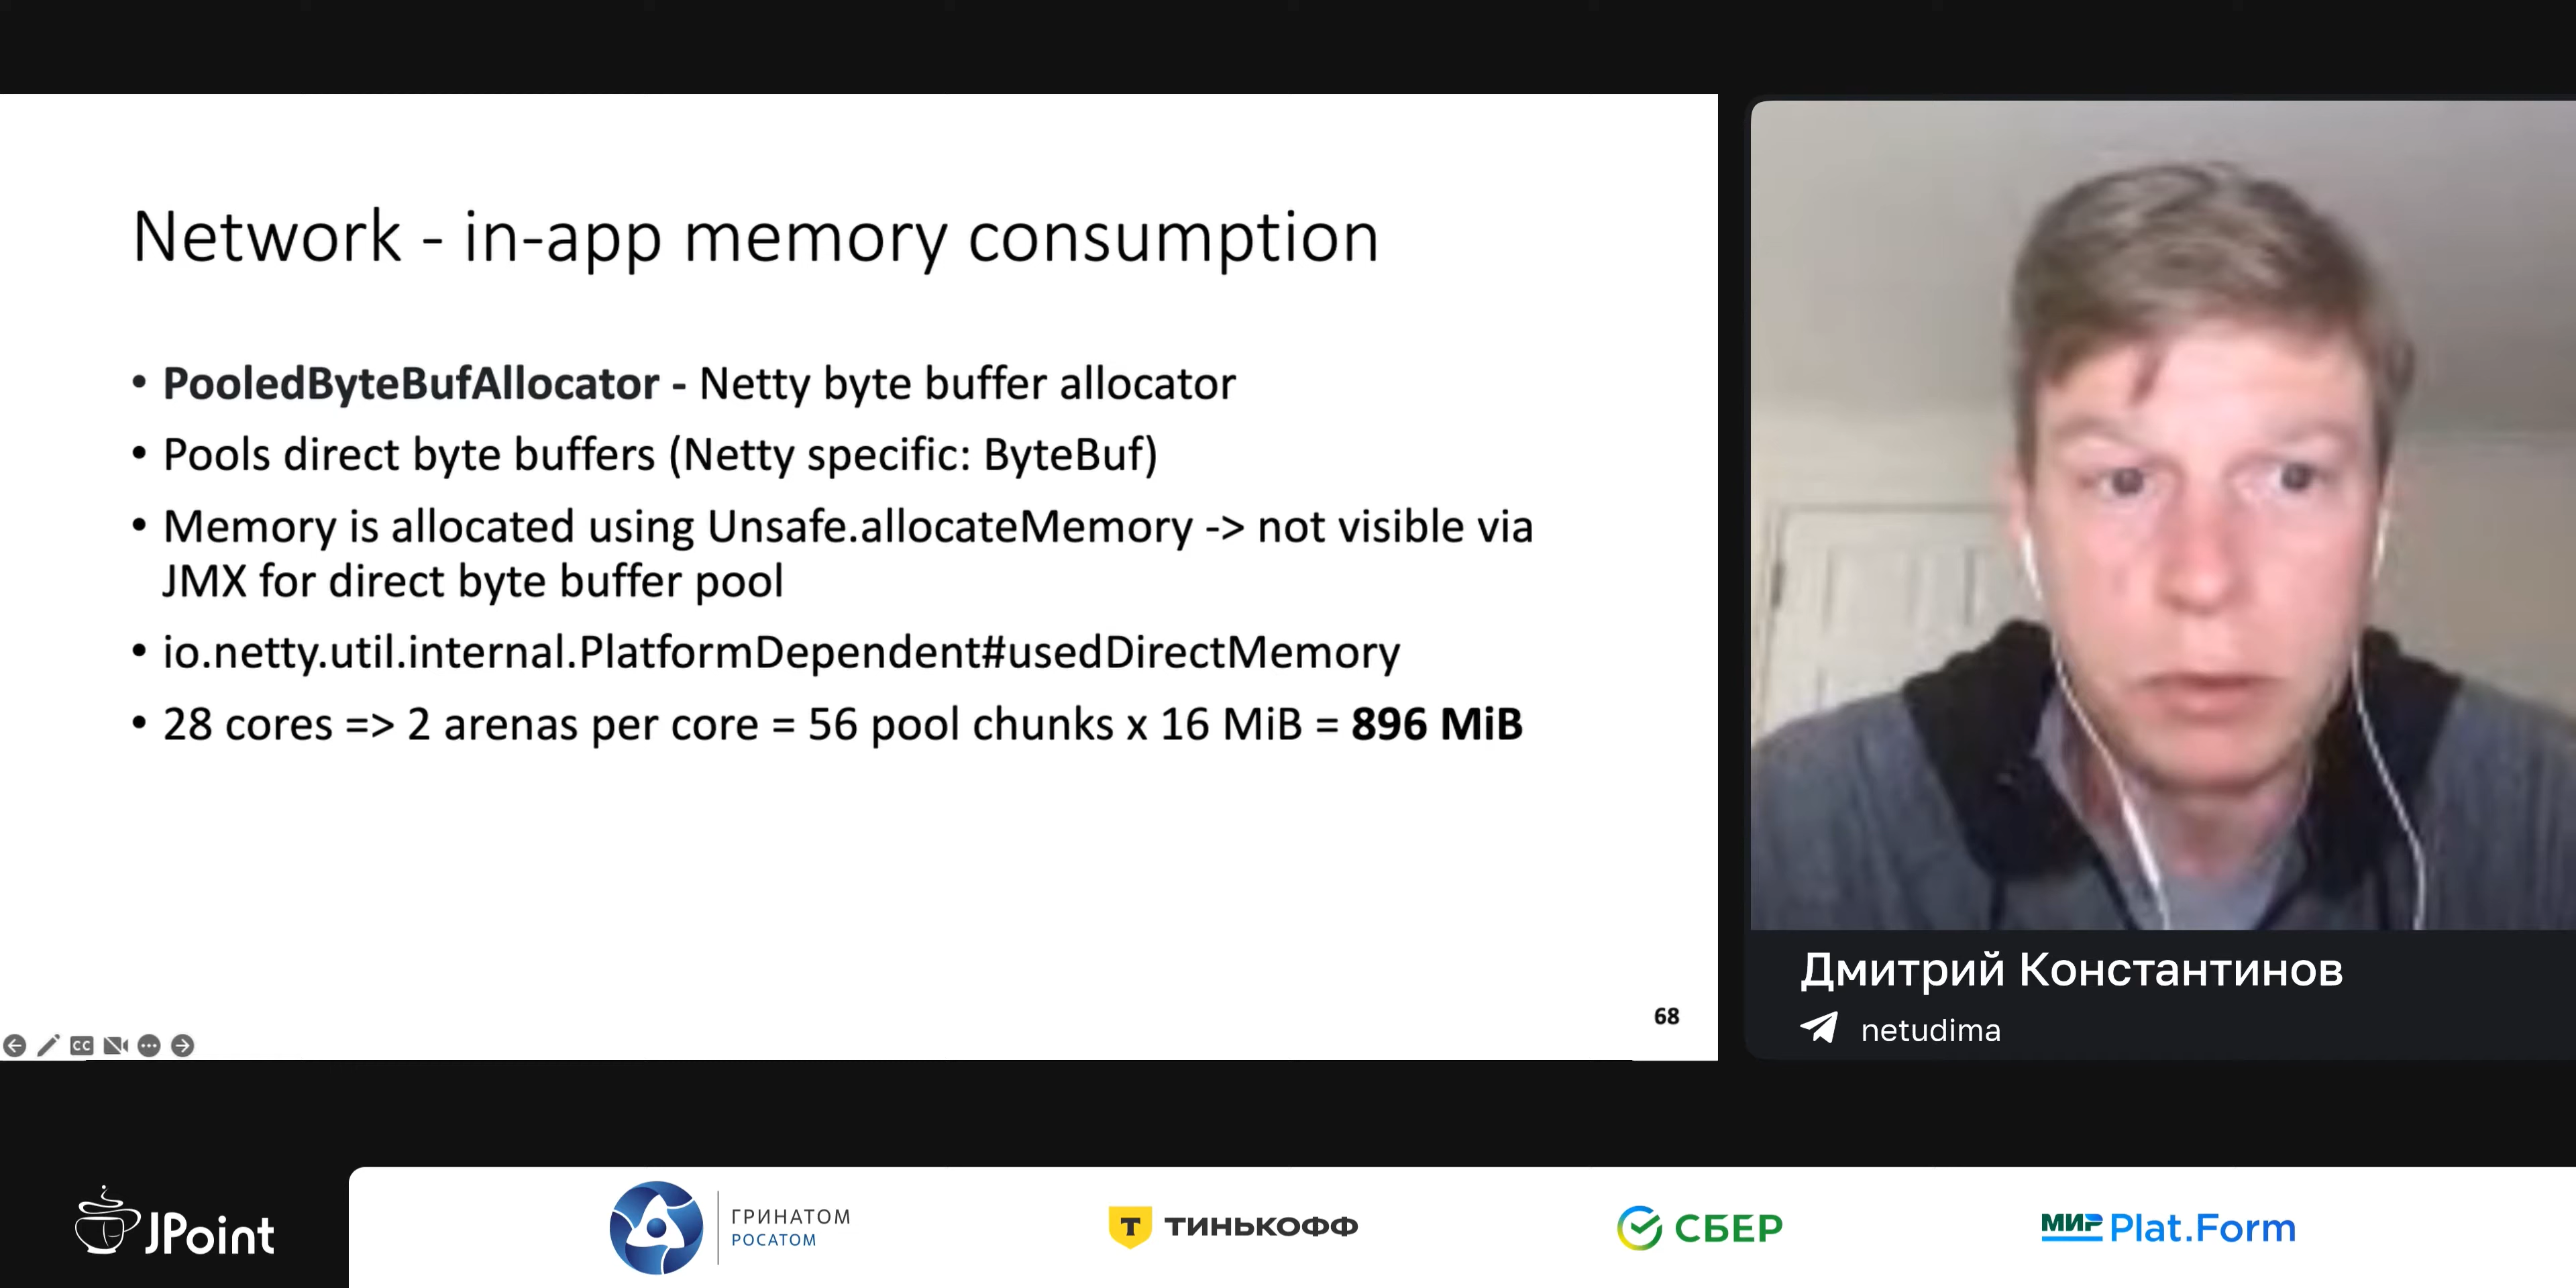 Network - in-app memory consumption
• PooledByteBufAllocator - Netty byte buffer allocator
• Pools direct byte buffers (Netty specific: ByteBuf)
• Memory is allocated using Unsafe.allocateMemory -> not visible via
JMX for direct byte buffer pool
• io.netty.util.internal.PlatformDependent#usedDirectMemory
• 28 cores => 2 arenas per core = 56 pool chunks x 16 MiB = 896 MiB
68
CC
Дмитрий Константинов
netudima
JPoint
ГРИНАТОМ
РОСАТОМ
Т ТИНЬКОФФ
СБЕР
МИР Plat.Form